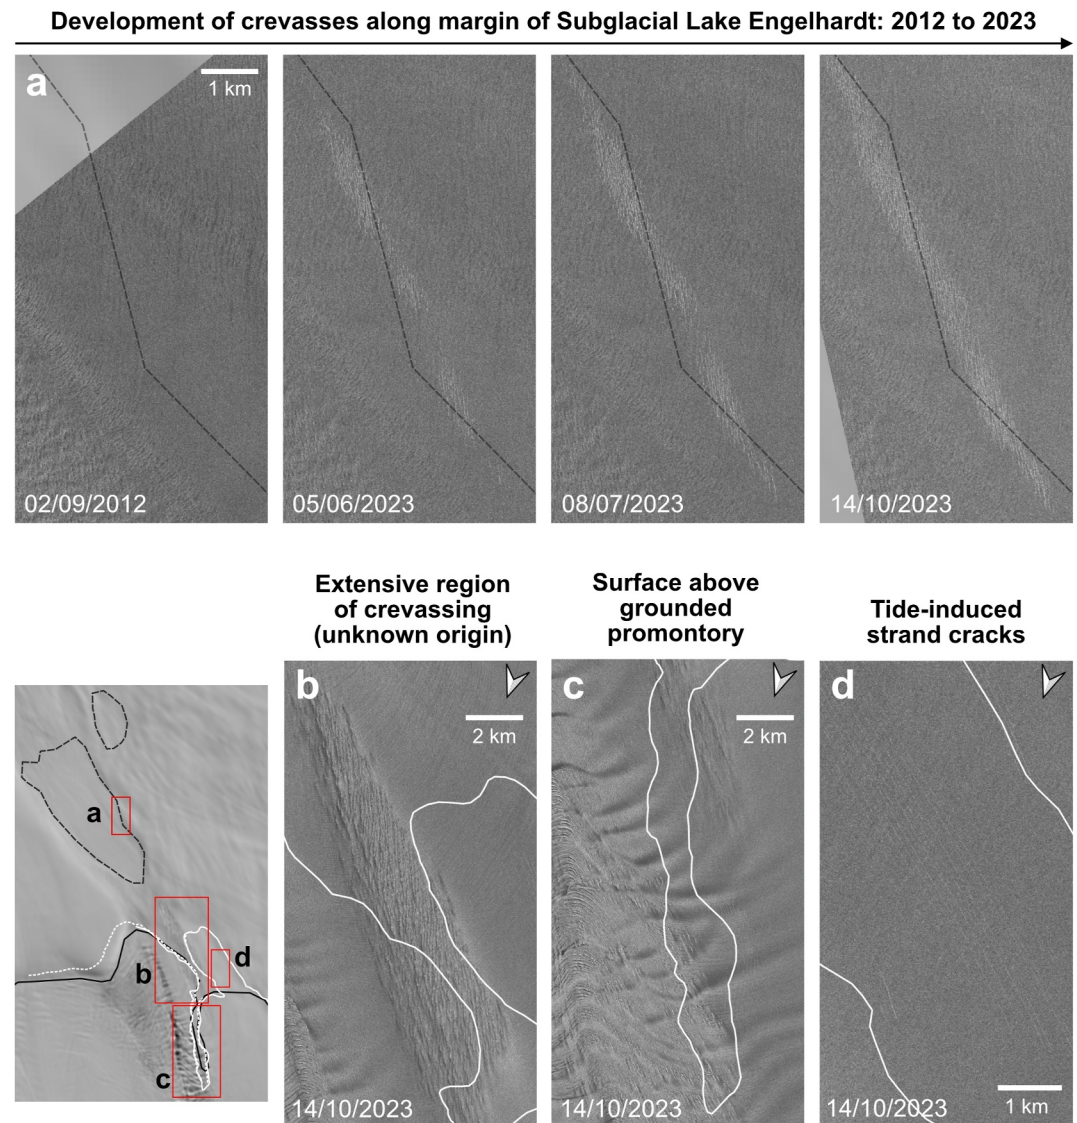 Development of crevasses along margin of Subglacial Lake Engelhardt: 2012 to 2023
a
1 km
02/09/2012
05/06/2023
08/07/2023
14/10/2023
Extensive region
of crevassing
(unknown origin)
Surface above
grounded
promontory
Tide-induced
strand cracks
a
b
c
d
b
2 km
14/10/2023
c
2 km
14/10/2023
d
14/10/2023
1 km